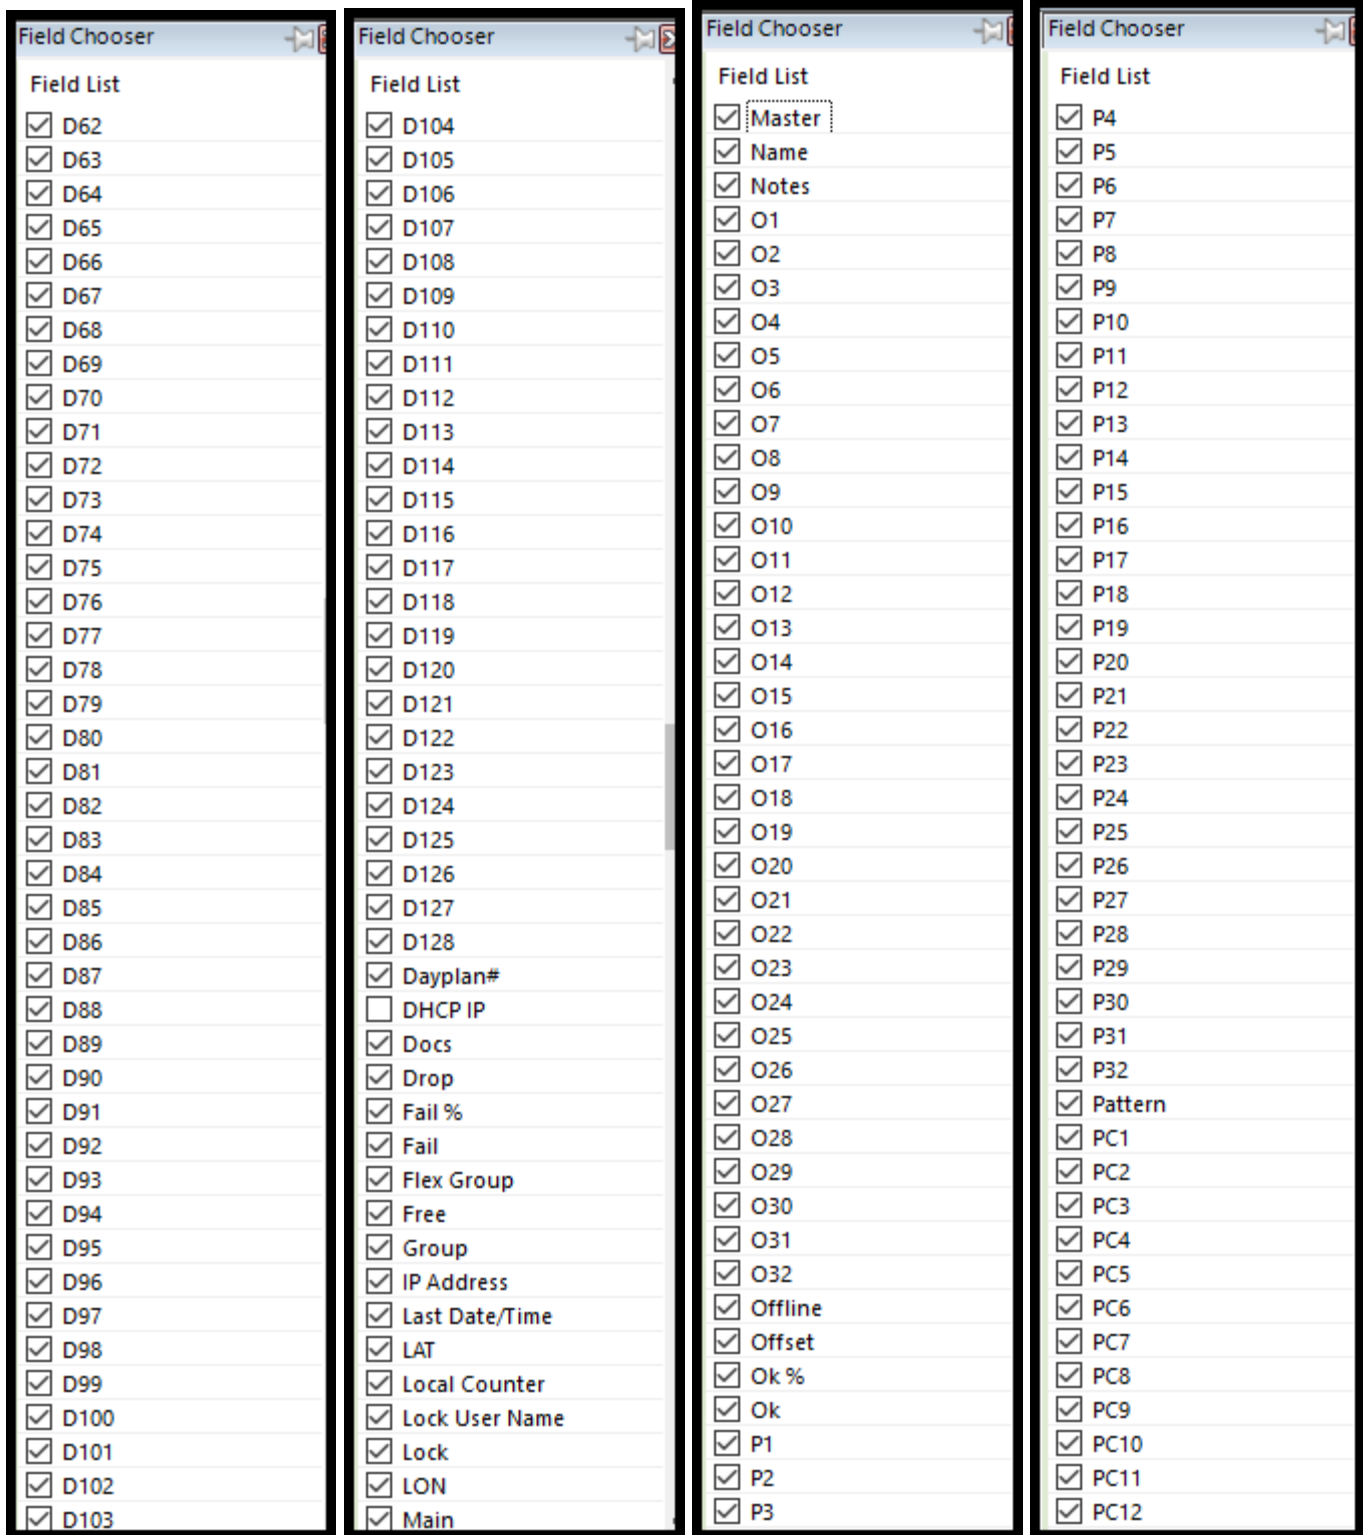 Field Chooser
Field List
D62
D63
D64
D65
D66
D67
D68
D69
D70
D71
D72
D73
D74
D75
D76
D77
D78
D79
D80
D81
D82
D83
D84
D85
D86
D87
D88
D89
D90
D91
D92
D93
D94
D95
D96
D97
D98
D99
D100
D101
D102
D103
Field Chooser
Field List
D104
D105
D106
D107
D108
D109
D110
D111
D112
D113
D114
D115
D116
D117
D118
D119
D120
D121
D122
D123
D124
D125
D126
D127
D128
Dayplan#
DHCP IP
Docs
Drop
Fail %
Fail
Flex Group
Free
Group
IP Address
Last Date/Time
LAT
Local Counter
Lock User Name
Lock
LON
Main
Field Chooser
Field List
Master
Name
Notes
O1
O2
O3
O4
O5
O6
O7
O8
O9
O10
O11
O12
O13
O14
O15
O16
O17
O18
O19
O20
O21
O22
O23
O24
O25
O26
O27
O28
O29
O30
O31
O32
Offline
Offset
Ok %
Ok
P1
P2
P3
Field Chooser
Field List
P4
P5
P6
P7
P8
P9
P10
P11
P12
P13
P14
P15
P16
P17
P18
P19
P20
P21
P22
P23
P24
P25
P26
P27
P28
P29
P30
P31
P32
Pattern
PC1
PC2
PC3
PC4
PC5
PC6
PC7
PC8
PC9
PC10
PC11
PC12